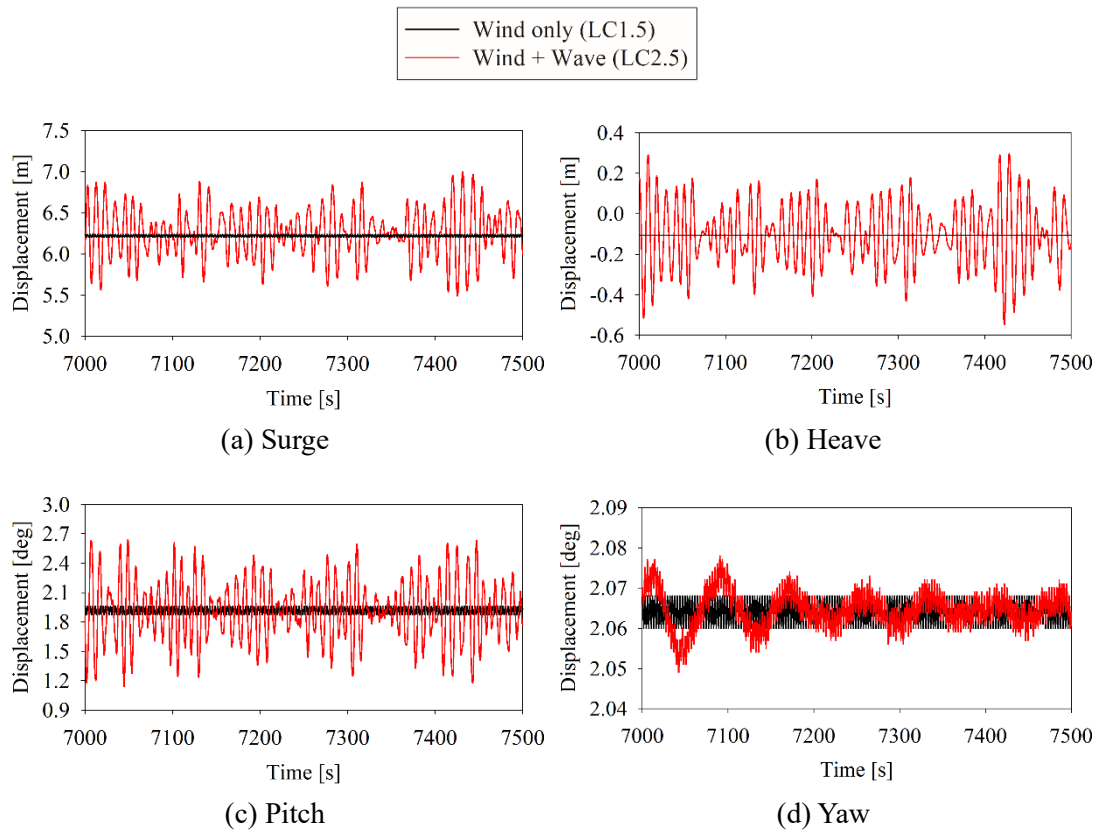 Wind only (LC1.5)
Wind + Wave (LC2.5)
Displacement [m]
7.5
7.0
6.5
6.0
5.5
5.0
7000 7100 7200 7300 7400 7500
Time [s]
(a) Surge
Displacement [m]
0.4
0.2
0.0
-0.2
-0.4
-0.6
7000 7100 7200 7300 7400 7500
Time [s]
(b) Heave
Displacement [deg]
3.0
2.7
2.4
2.1
1.8
1.5
1.2
0.9
7000 7100 7200 7300 7400 7500
Time [s]
(c) Pitch
Displacement [deg]
2.09
2.08
2.07
2.06
2.05
2.04
7000 7100 7200 7300 7400 7500
Time [s]
(d) Yaw